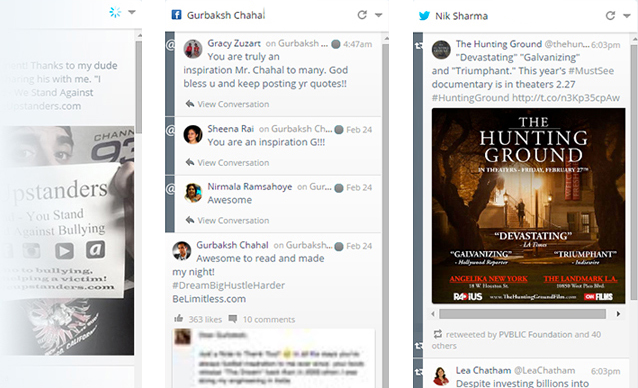 nt! Thanks to my dude
ing his with me. "I
We Stand Against
pstanders.com
CHANN
93
pstanders
- You Stand
Against Bullying
a
to bullying,
helping a victim!
standers.com
Gurbaksh Chahal
@
Gracy Zuzart on Gurbaksh ... 4:47am
You are truly an
inspiration Mr. Chahal to many. God
bless u and keep posting yr quotes!!
View Conversation
@
Sheena Rai on Gurbaksh Ch... Feb 24
You are an inspiration G!!!
View Conversation
@
Nirmala Ramsahoye on Gur... Feb 24
Awesome
View Conversation
Gurbaksh Chahal on Gurbaksh... Feb 24
Awesome to read and made
my night!
#DreamBigHustleHarder
BeLimitless.com
363 likes 10 comments
Dear Gurbaksh,
Nik Sharma
The Hunting Ground @thehun... 6:03pm
"Devastating" "Galvanizing"
and "Triumphant." This year's #MustSee
documentary is in theaters 2.27
#HuntingGround http://t.co/n3Kp35cpAw
THE
HUNTING
GROUND
IN THEATERS - FRIDAY, FEBRUARY 27TH
"DEVASTATING"
- LA Times
"GALVANIZING" "TRIUMPHANT"
- Hollywood Reporter - Indiewire
ANGELIKA NEW YORK THE LANDMARK L.A.
18 W. Houston St. 10850 West Pico Blvd.
RADiUS www.TheHuntingGroundFilm.com CNN FILMS
retweeted by PVBLIC Foundation and 40
others
Lea Chatham @LeaChatham 6:03pm
Despite investing billions into